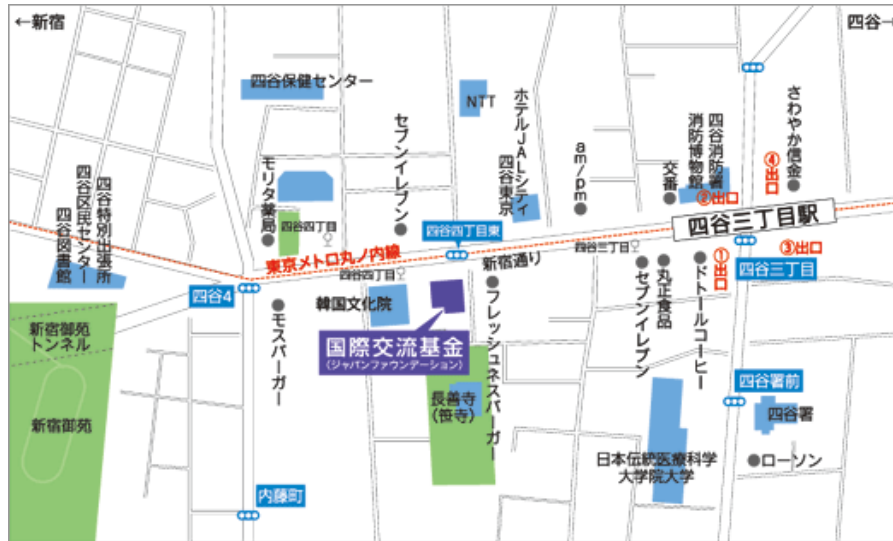 ←新宿
四谷→
四谷保健センター
NTT
ホテルJALシティ
四谷東京
am/pm
交番
消防博物館
四谷消防署
②出口
④出口
さわやか信金
セブンイレブン
モリタ薬局
四谷四丁目
四谷特別出張所
四谷区民センター
四谷図書館
東京メトロ丸ノ内線
四谷四丁目東
新宿通り
四谷三丁目
四谷三丁目駅
①出口
③出口
四谷三丁目
四谷四丁目
四谷4
韓国文化院
モスバーガー
国際交流基金
(ジャパンファウンデーション)
フレッシュネスバーガー
セブンイレブン
丸正食品
ドトールコーヒー
新宿御苑
トンネル
新宿御苑
長善寺
(笹寺)
四谷署前
四谷署
ローソン
日本伝統医療科学
大学院大学
内藤町